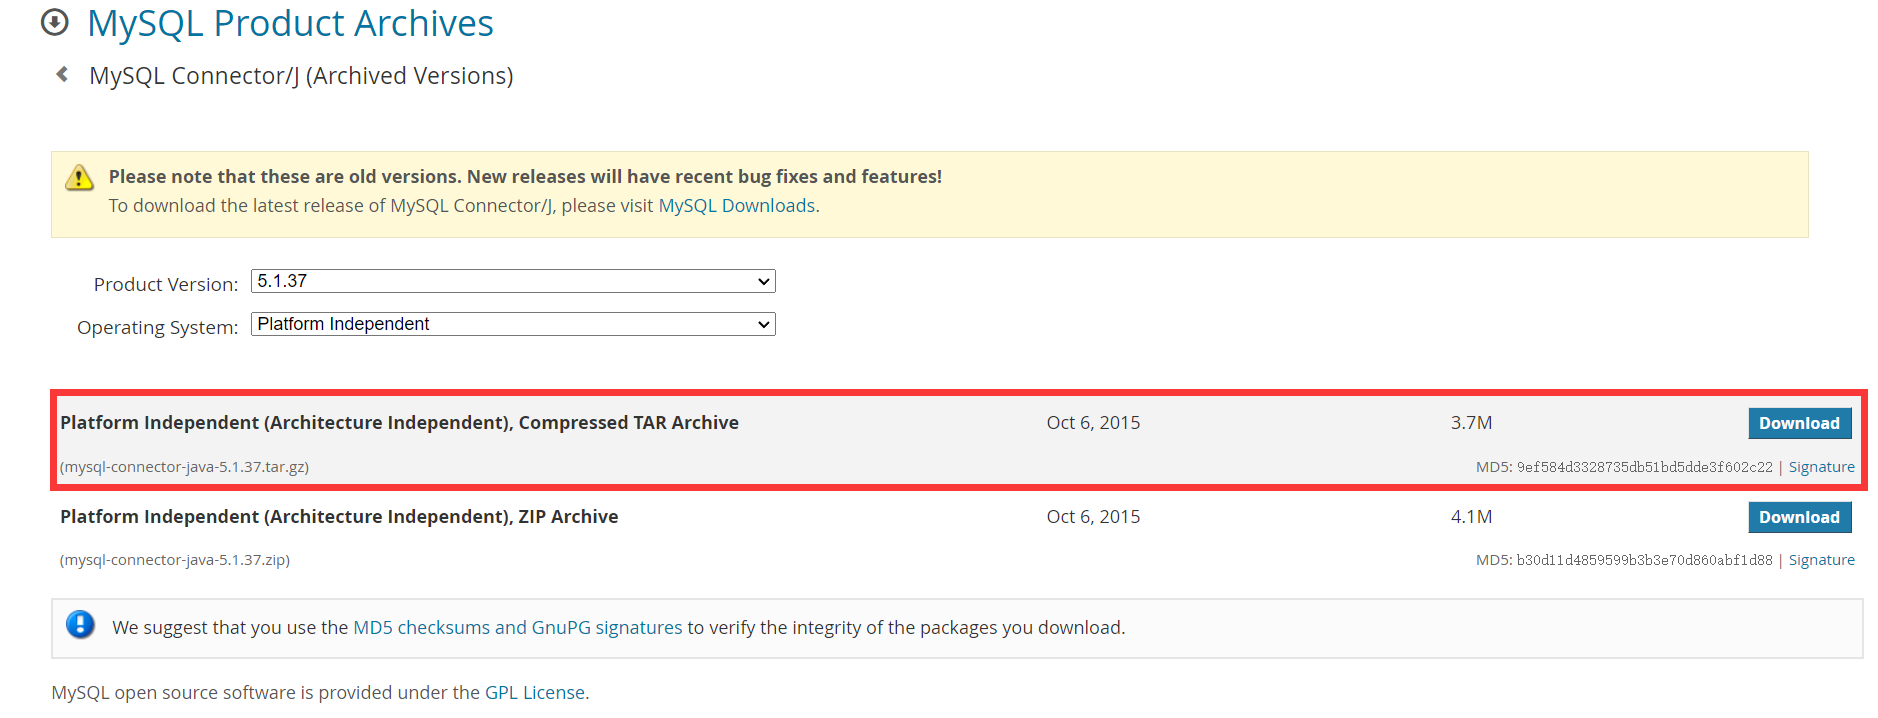 MySQL Product Archives
MySQL Connector/J (Archived Versions)
Please note that these are old versions. New releases will have recent bug fixes and features!
To download the latest release of MySQL Connector/J, please visit MySQL Downloads.
Product Version: 5.1.37
Operating System: Platform Independent
Platform Independent (Architecture Independent), Compressed TAR Archive Oct 6, 2015 3.7M Download
(mysql-connector-java-5.1.37.tar.gz) MD5: 9ef584d3328735db51bd5dde3f602c22 | Signature
Platform Independent (Architecture Independent), ZIP Archive Oct 6, 2015 4.1M Download
(mysql-connector-java-5.1.37.zip) MD5: b30d11d4859599b3b3e70d860abf1d88 | Signature
We suggest that you use the MD5 checksums and GnuPG signatures to verify the integrity of the packages you download.
MySQL open source software is provided under the GPL License.